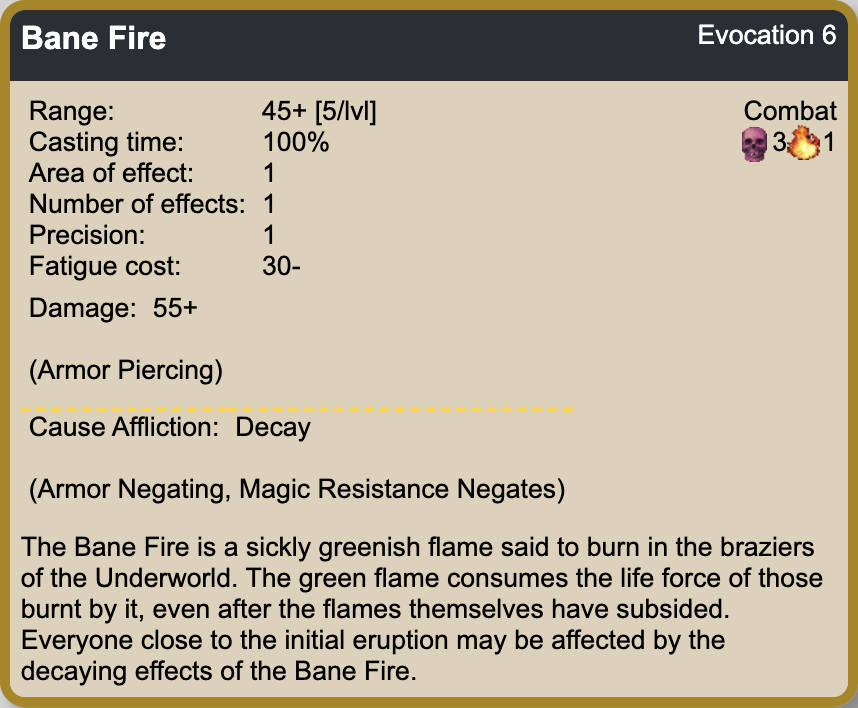 Bane Fire Evocation 6
Range: 45+ [5/lvl] Combat
Casting time: 100% 3 1
Area of effect: 1
Number of effects: 1
Precision: 1
Fatigue cost: 30-
Damage: 55+
(Armor Piercing)
Cause Affliction: Decay
(Armor Negating, Magic Resistance Negates)
The Bane Fire is a sickly greenish flame said to burn in the braziers
of the Underworld. The green flame consumes the life force of those
burnt by it, even after the flames themselves have subsided.
Everyone close to the initial eruption may be affected by the
decaying effects of the Bane Fire.